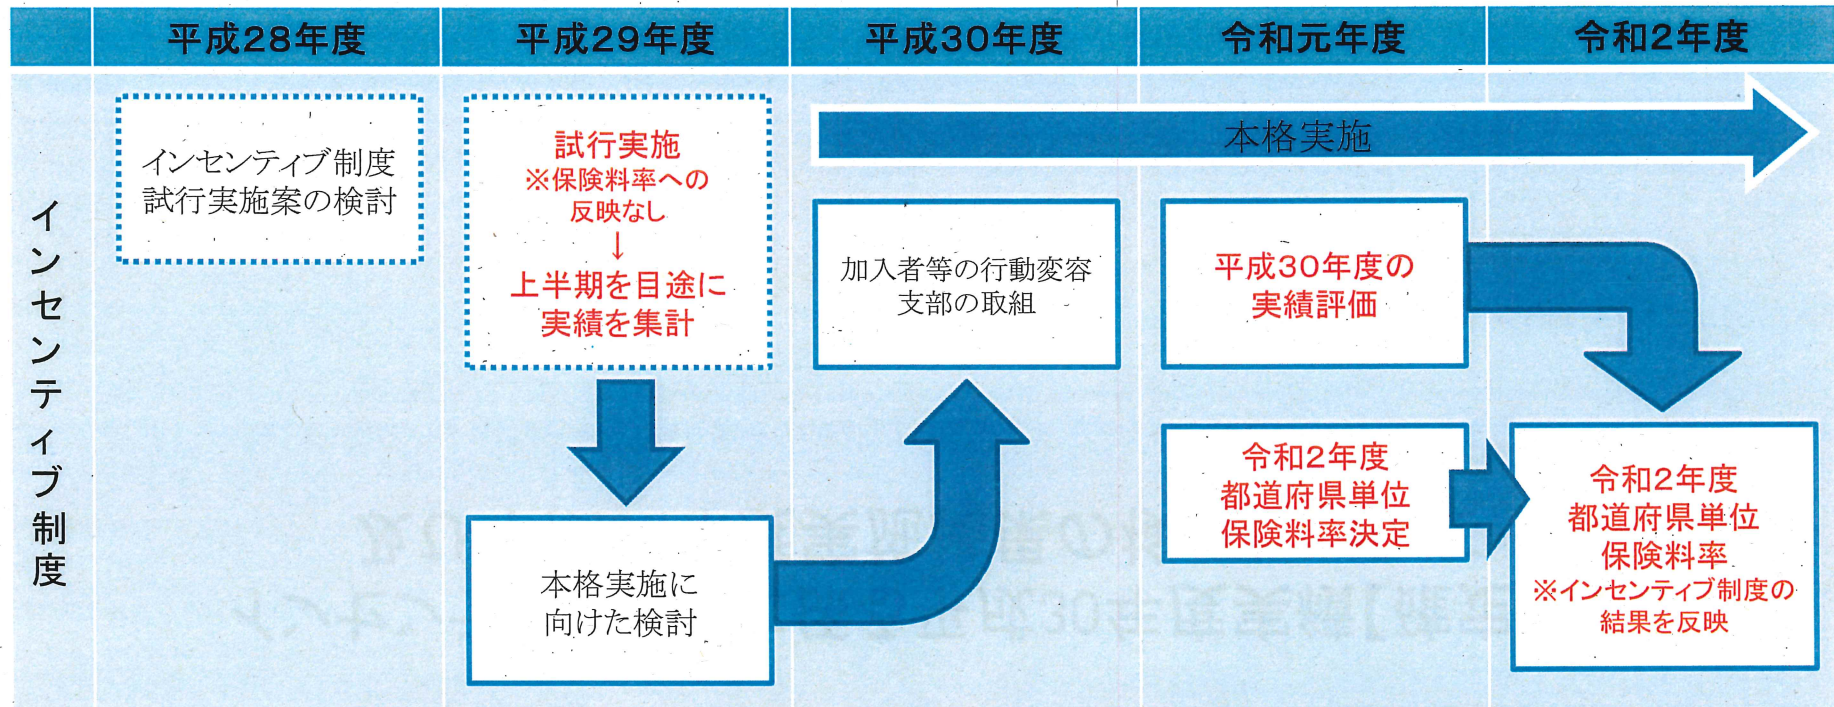 平成28年度
平成29年度
平成30年度
令和元年度
令和2年度
インセンティブ制度
インセンティブ制度
試行実施案の検討
試行実施
※保険料率への
反映なし
↓
上半期を目途に
実績を集計
本格実施に
向けた検討
本格実施
加入者等の行動変容
支部の取組
平成30年度の
実績評価
令和2年度
都道府県単位
保険料率決定
令和2年度
都道府県単位
保険料率
※インセンティブ制度の
結果を反映